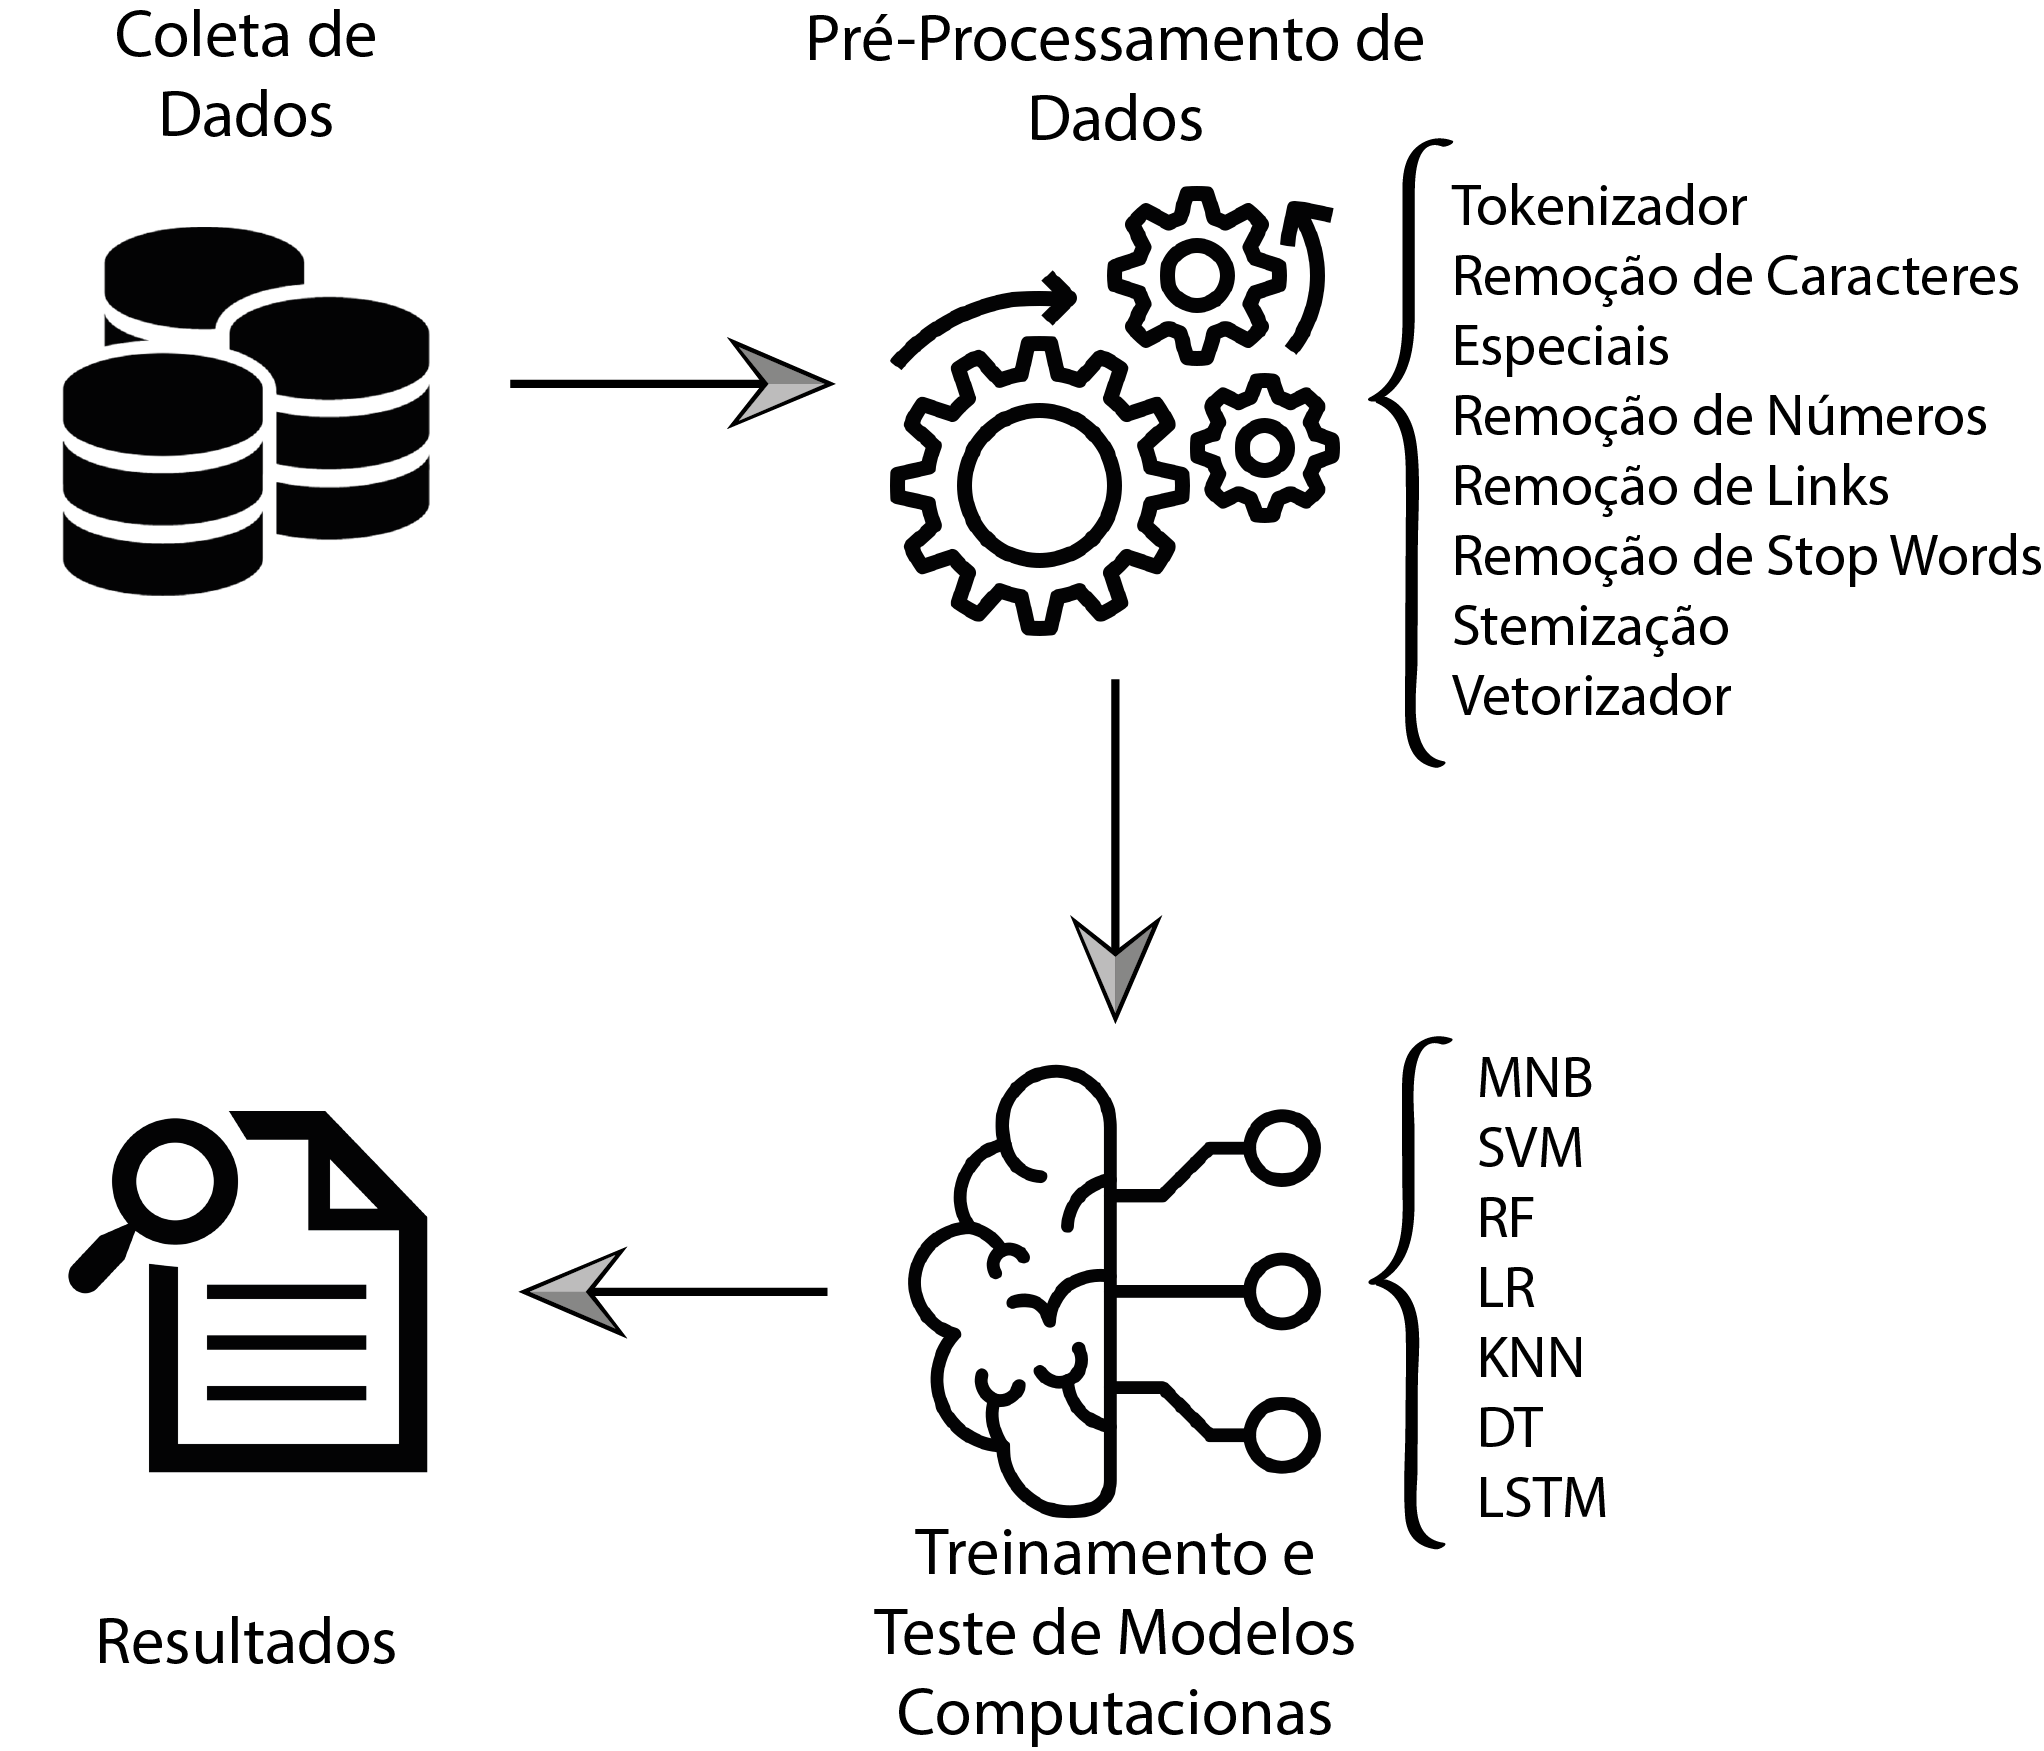 Coleta de
Dados
Pré-Processamento de
Dados
Tokenizador
Remoção de Caracteres
Especiais
Remoção de Números
Remoção de Links
Remoção de Stop Words
Stemização
Vetorizador
MNB
SVM
RF
LR
KNN
DT
LSTM
Treinamento e
Teste de Modelos
Computacionas
Resultados